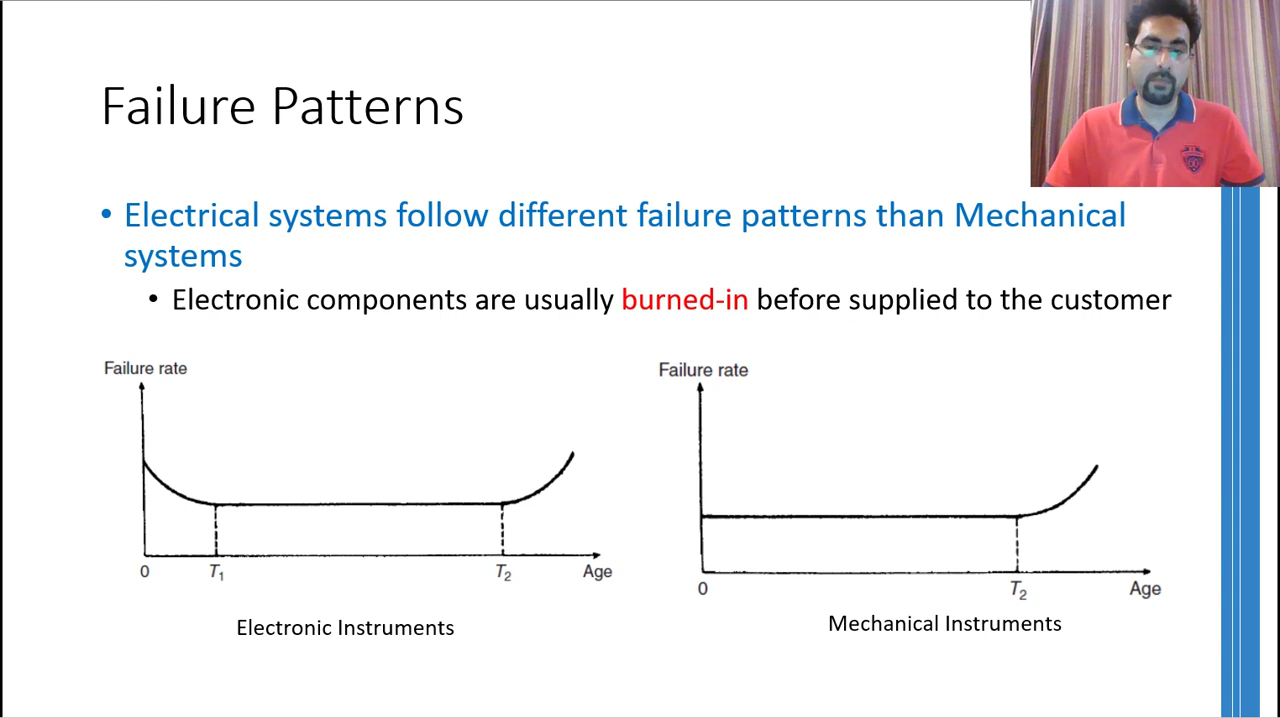 Failure Patterns
• Electrical systems follow different failure patterns than Mechanical
systems
• Electronic components are usually burned-in before supplied to the customer
Failure rate
0
T₁
T₂
Age
Electronic Instruments
Failure rate
0
T₂
Age
Mechanical Instruments